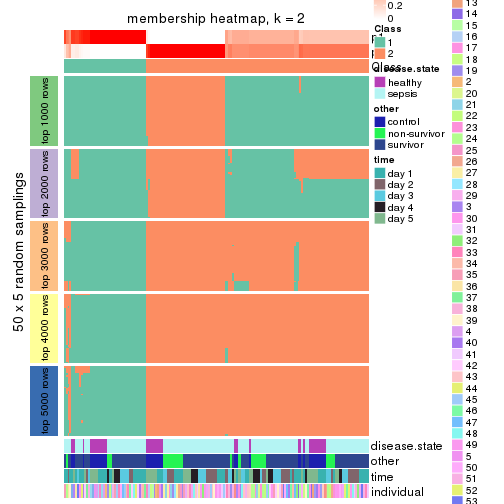 membership heatmap, k = 2
50 x 5 random samplings
top 1000 rows
top 2000 rows
top 3000 rows
top 4000 rows
top 5000 rows
Class
disease.state
other
time
individual
0.2
0
Class
1
2
disease.state
healthy
sepsis
other
control
non-survivor
survivor
time
day 1
day 2
day 3
day 4
day 5
13
14
15
16
17
18
19
2
20
21
22
23
24
25
26
27
28
29
3
30
31
32
33
34
35
36
37
38
39
4
40
41
42
43
44
45
46
47
48
49
5
50
51
52
53